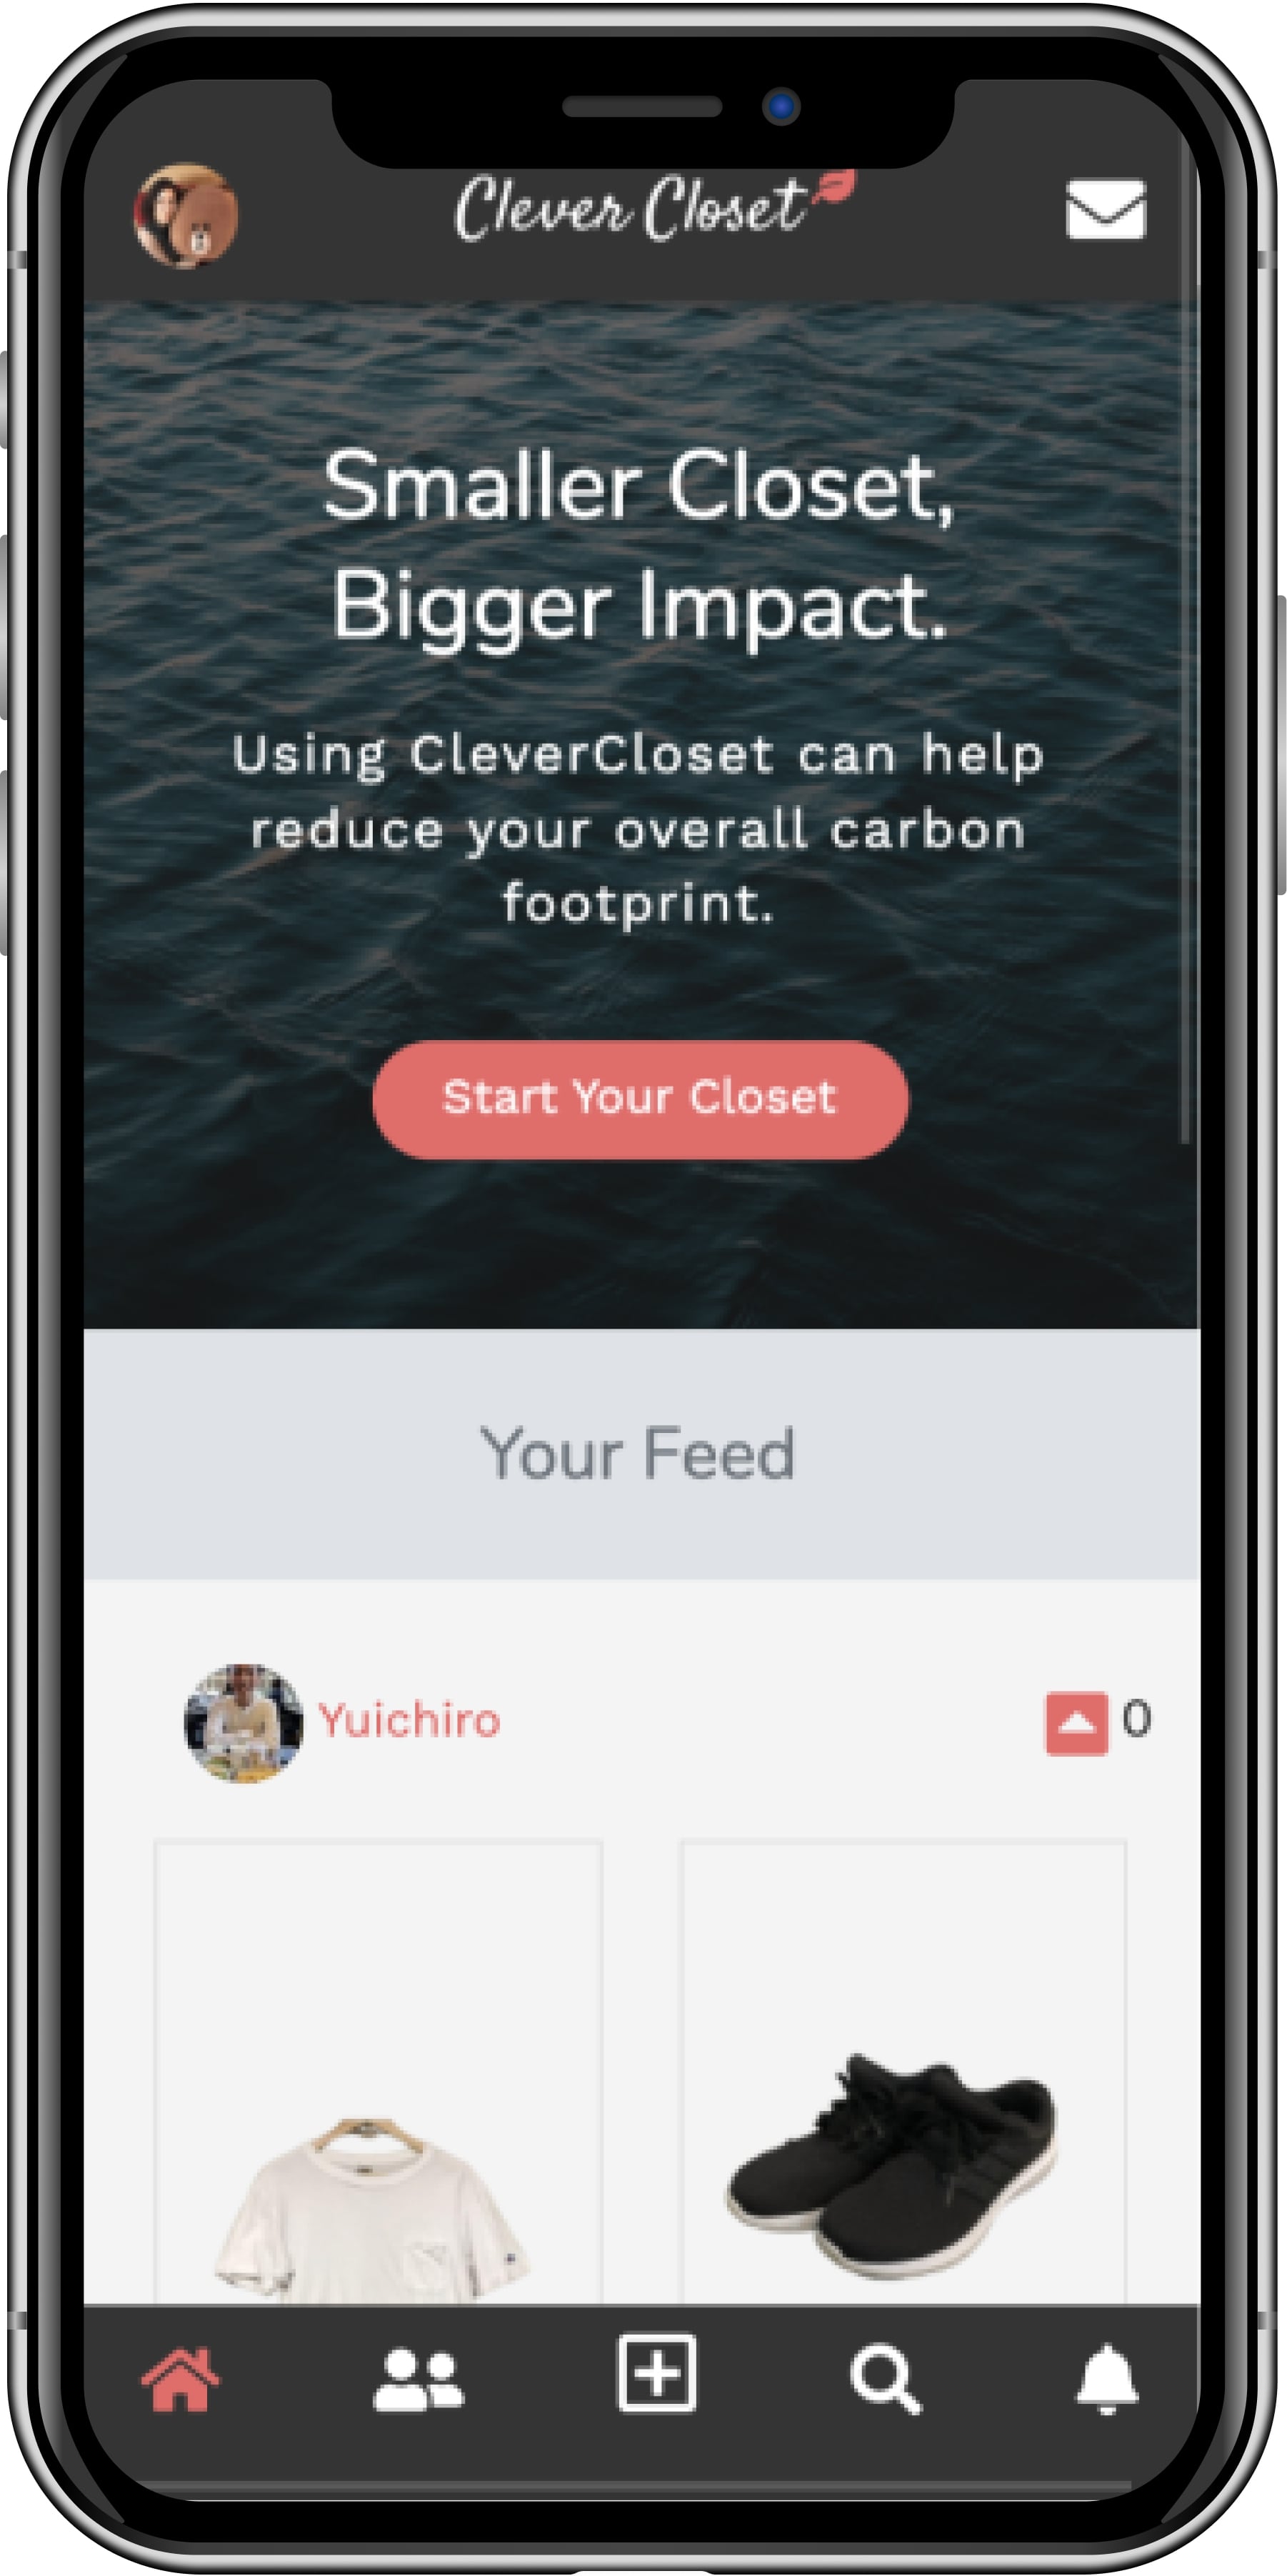 Clever Closet
Smaller Closet,
Bigger Impact.
Using CleverCloset can help
reduce your overall carbon
footprint.
Start Your Closet
Your Feed
Yuichiro
0